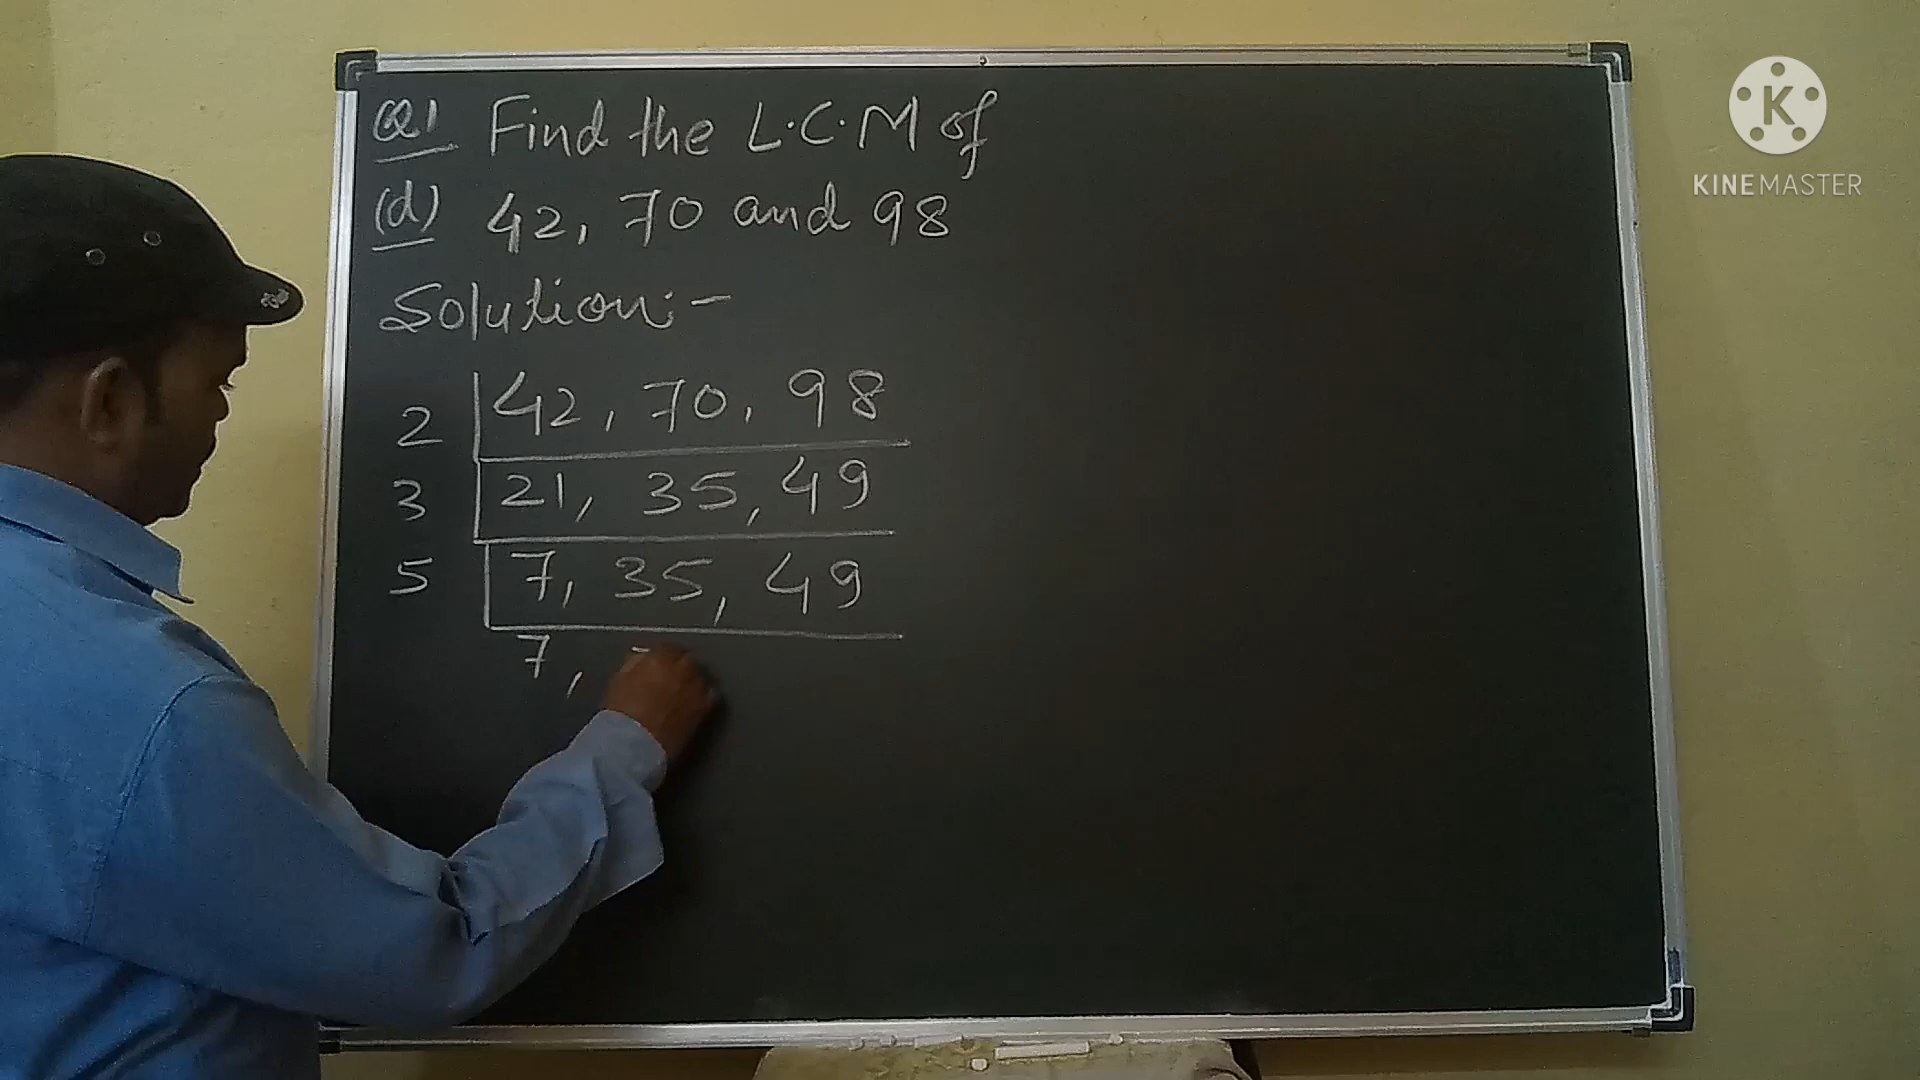 Q1 Find the L.C.M of
(d) 42, 70 and 98
Solution:-
2 42, 70, 98
3 21, 35, 49
5 7, 35, 49
7, 7
KINEMASTER